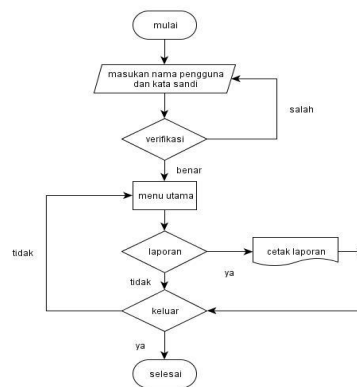 mulai
masukan nama pengguna
dan kata sandi
salah
verifikasi
benar
menu utama
tidak
laporan
cetak laporan
ya
tidak
keluar
ya
selesai